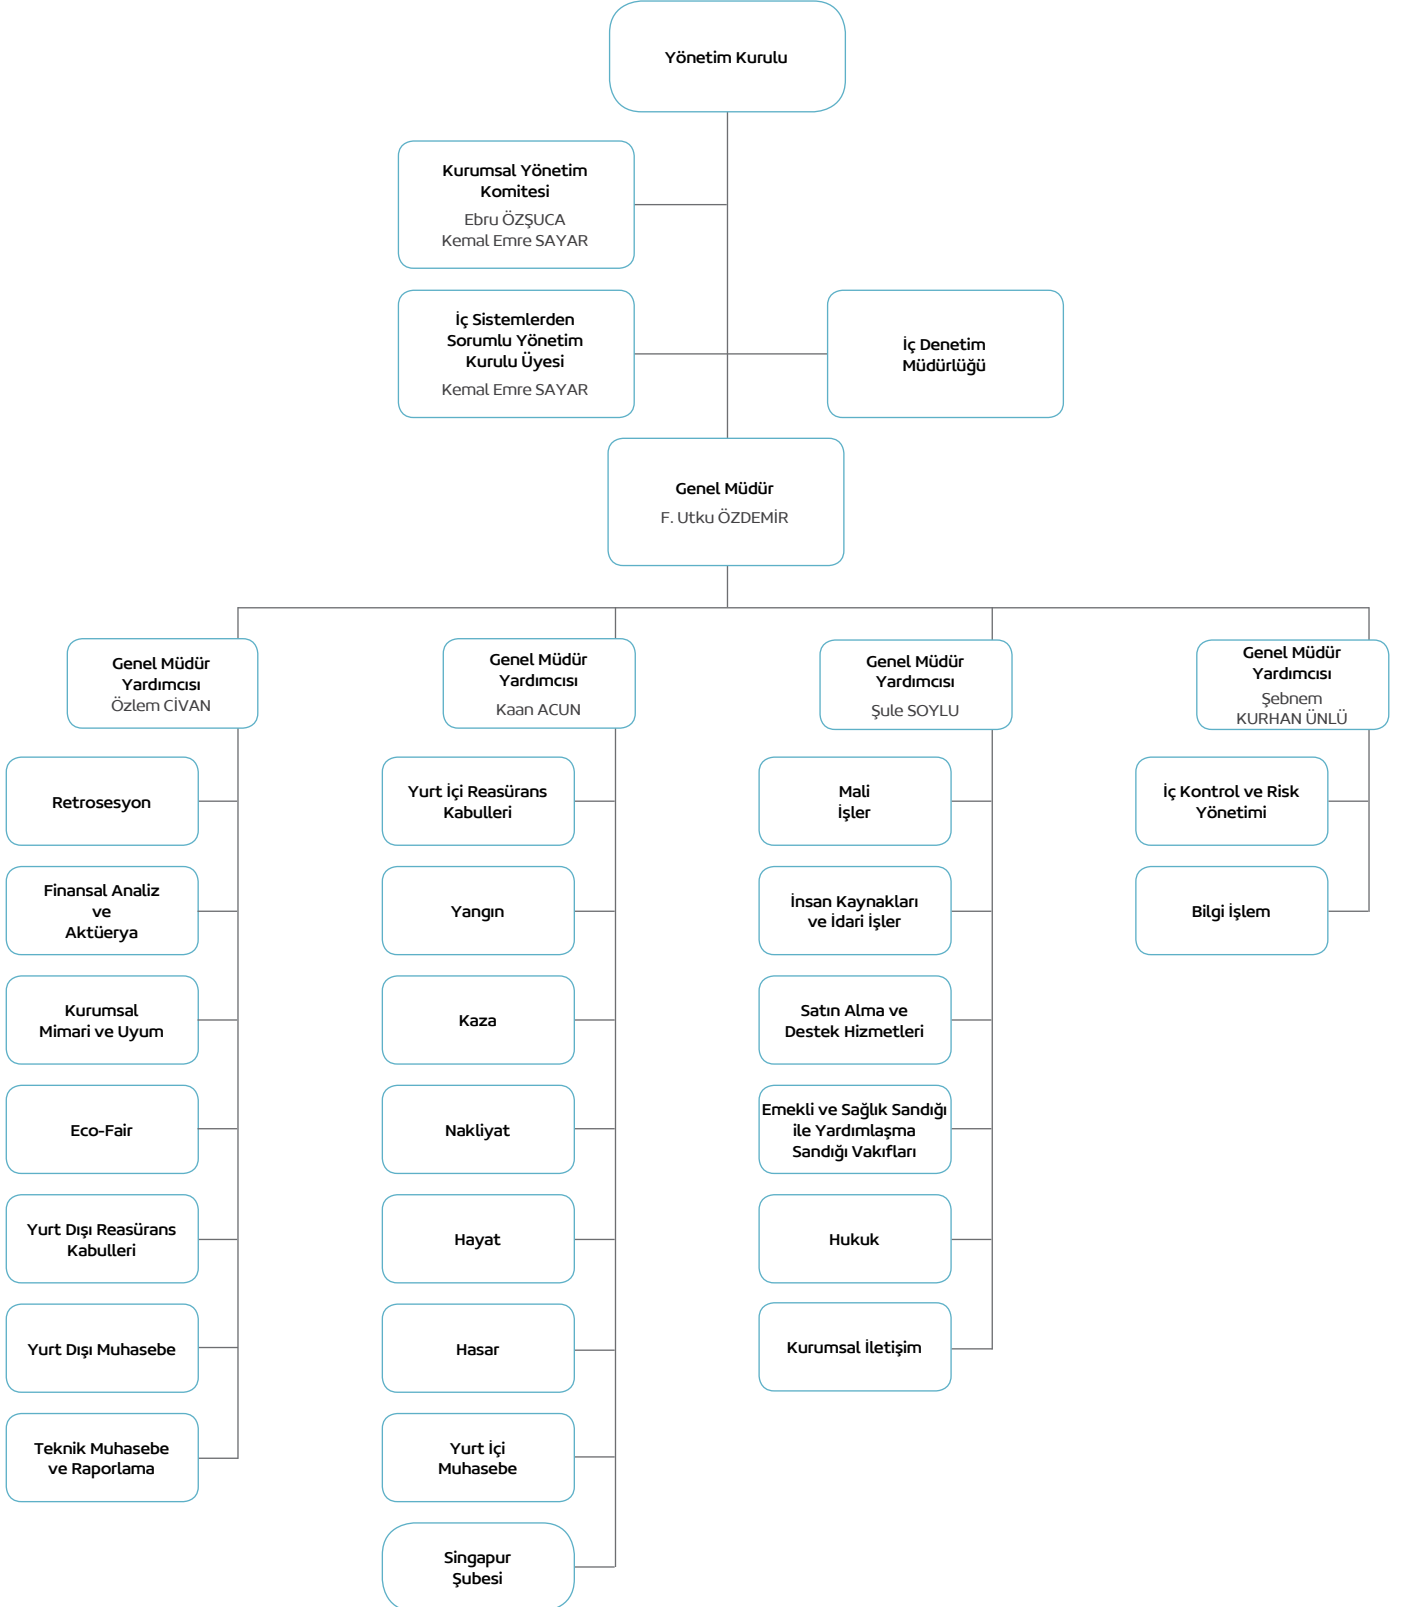 Yönetim Kurulu
Kurumsal Yönetim
Komitesi
Ebru ÖZŞUCA
Kemal Emre SAYAR
İç Sistemlerden
Sorumlu Yönetim
Kurulu Üyesi
Kemal Emre SAYAR
İç Denetim
Müdürlüğü
Genel Müdür
F. Utku ÖZDEMİR
Genel Müdür
Yardımcısı
Özlem CİVAN
Retrosesyon
Finansal Analiz
ve
Aktüerya
Kurumsal
Mimari ve Uyum
Eco-Fair
Yurt Dışı Reasürans
Kabulleri
Yurt Dışı Muhasebe
Teknik Muhasebe
ve Raporlama
Genel Müdür
Yardımcısı
Kaan ACUN
Yurt İçi Reasürans
Kabulleri
Yangın
Kaza
Nakliyat
Hayat
Hasar
Yurt İçi
Muhasebe
Singapur
Şubesi
Genel Müdür
Yardımcısı
Şule SOYLU
Mali
İşler
İnsan Kaynakları
ve İdari İşler
Satın Alma ve
Destek Hizmetleri
Emekli ve Sağlık Sandığı
ile Yardımlaşma
Sandığı Vakıfları
Hukuk
Kurumsal İletişim
Genel Müdür
Yardımcısı
Şebnem
KURHAN ÜNLÜ
İç Kontrol ve Risk
Yönetimi
Bilgi İşlem